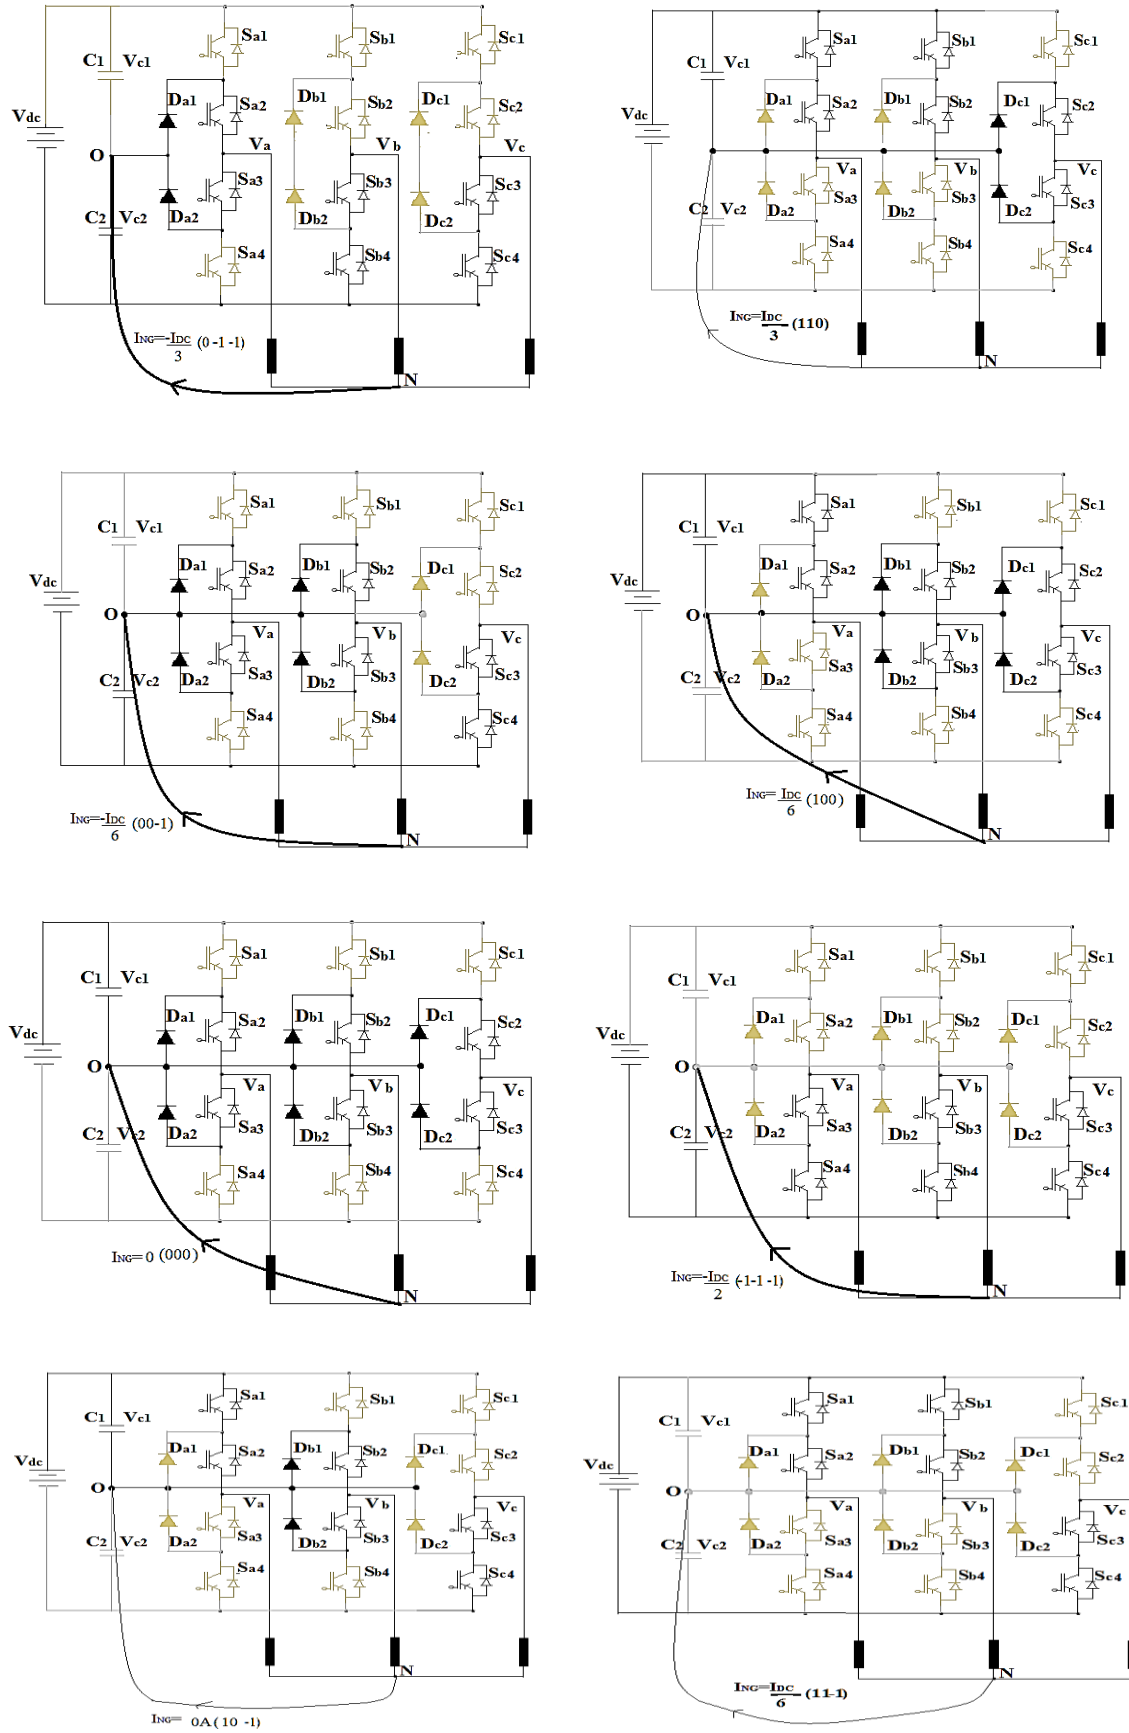 Sa1 Sb1 Sc1
C1 Vc1
Da1 Sa2 Db1 Sb2 Dc1 Sc2
Vdc
O Va Vb Vc
Sa3 Sb3 Sc3
C2 Vc2 Da2 Db2 Dc2
Sa4 Sb4 Sc4
ING=-IDC/3 (0-1-1)
N
Sa1 Sb1 Sc1
C1 Vc1
Da1 Sa2 Db1 Sb2 Dc1 Sc2
Vdc
Va Vb Vc
Sa3 Sb3 Sc3
C2 Vc2 Da2 Db2 Dc2
Sa4 Sb4 Sc4
ING=IDC/3 (110)
N
Sa1 Sb1 Sc1
C1 Vc1
Da1 Sa2 Db1 Sb2 Dc1 Sc2
Vdc
O Va Vb Vc
Sa3 Sb3 Sc3
C2 Vc2 Da2 Db2 Dc2
Sa4 Sb4 Sc4
ING=-IDC/6 (00-1)
N
Sa1 Sb1 Sc1
C1 Vc1
Da1 Sa2 Db1 Sb2 Dc1 Sc2
Vdc
O Va Vb Vc
Sa3 Sb3 Sc3
C2 Vc2 Da2 Db2 Dc2
Sa4 Sb4 Sc4
ING=IDC/6 (100)
N
Sa1 Sb1 Sc1
C1 Vc1
Da1 Sa2 Db1 Sb2 Dc1 Sc2
Vdc
O Va Vb Vc
Sa3 Sb3 Sc3
C2 Vc2 Da2 Db2 Dc2
Sa4 Sb4 Sc4
ING=0 (000)
N
Sa1 Sb1 Sc1
C1 Vc1
Da1 Sa2 Db1 Sb2 Dc1 Sc2
Vdc
O Va Vb Vc
Sa3 Sb3 Sc3
C2 Vc2 Da2 Db2 Dc2
Sa4 Sb4 Sc4
ING=-IDC/2 (-1-1-1)
N
Sa1 Sb1 Sc1
C1 Vc1
Da1 Sa2 Db1 Sb2 Dc1 Sc2
Vdc
O Va Vb Vc
Sa3 Sb3 Sc3
C2 Vc2 Da2 Db2 Dc2
Sa4 Sb4 Sc4
N
ING= 0A (10 -1)
Sa1 Sb1 Sc1
C1 Vc1
Da1 Sa2 Db1 Sb2 Dc1 Sc2
Vdc
O Va Vb Vc
Sa3 Sb3 Sc3
C2 Vc2 Da2 Db2 Dc2
Sa4 Sb4 Sc4
N
ING=IDC/6 (11-1)